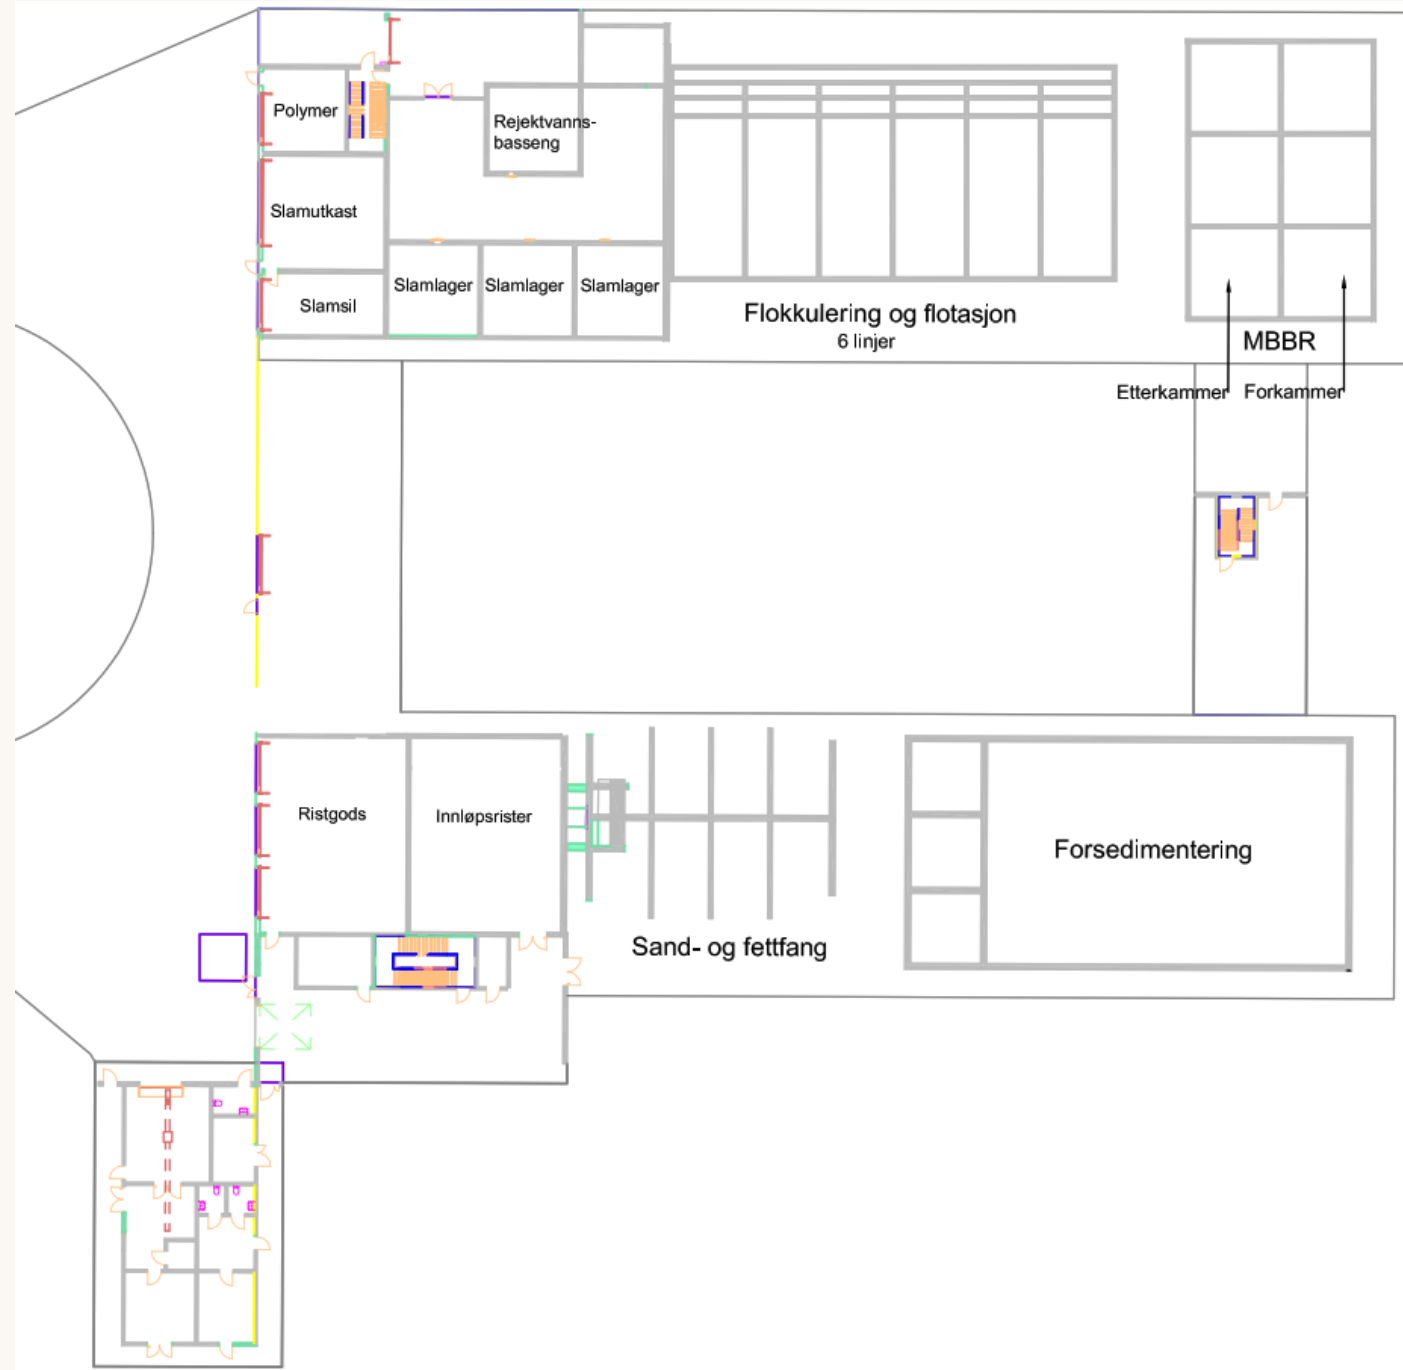 Polymer
Rejektvanns-
basseng
Slamutkast
Slamlager
Slamlager
Slamlager
Slamsil
Flokkulering og flotasjon
6 linjer
MBBR
Etterkammer
Forkammer
Ristgods
Innløpsrister
Forsedimentering
Sand- og fettfang